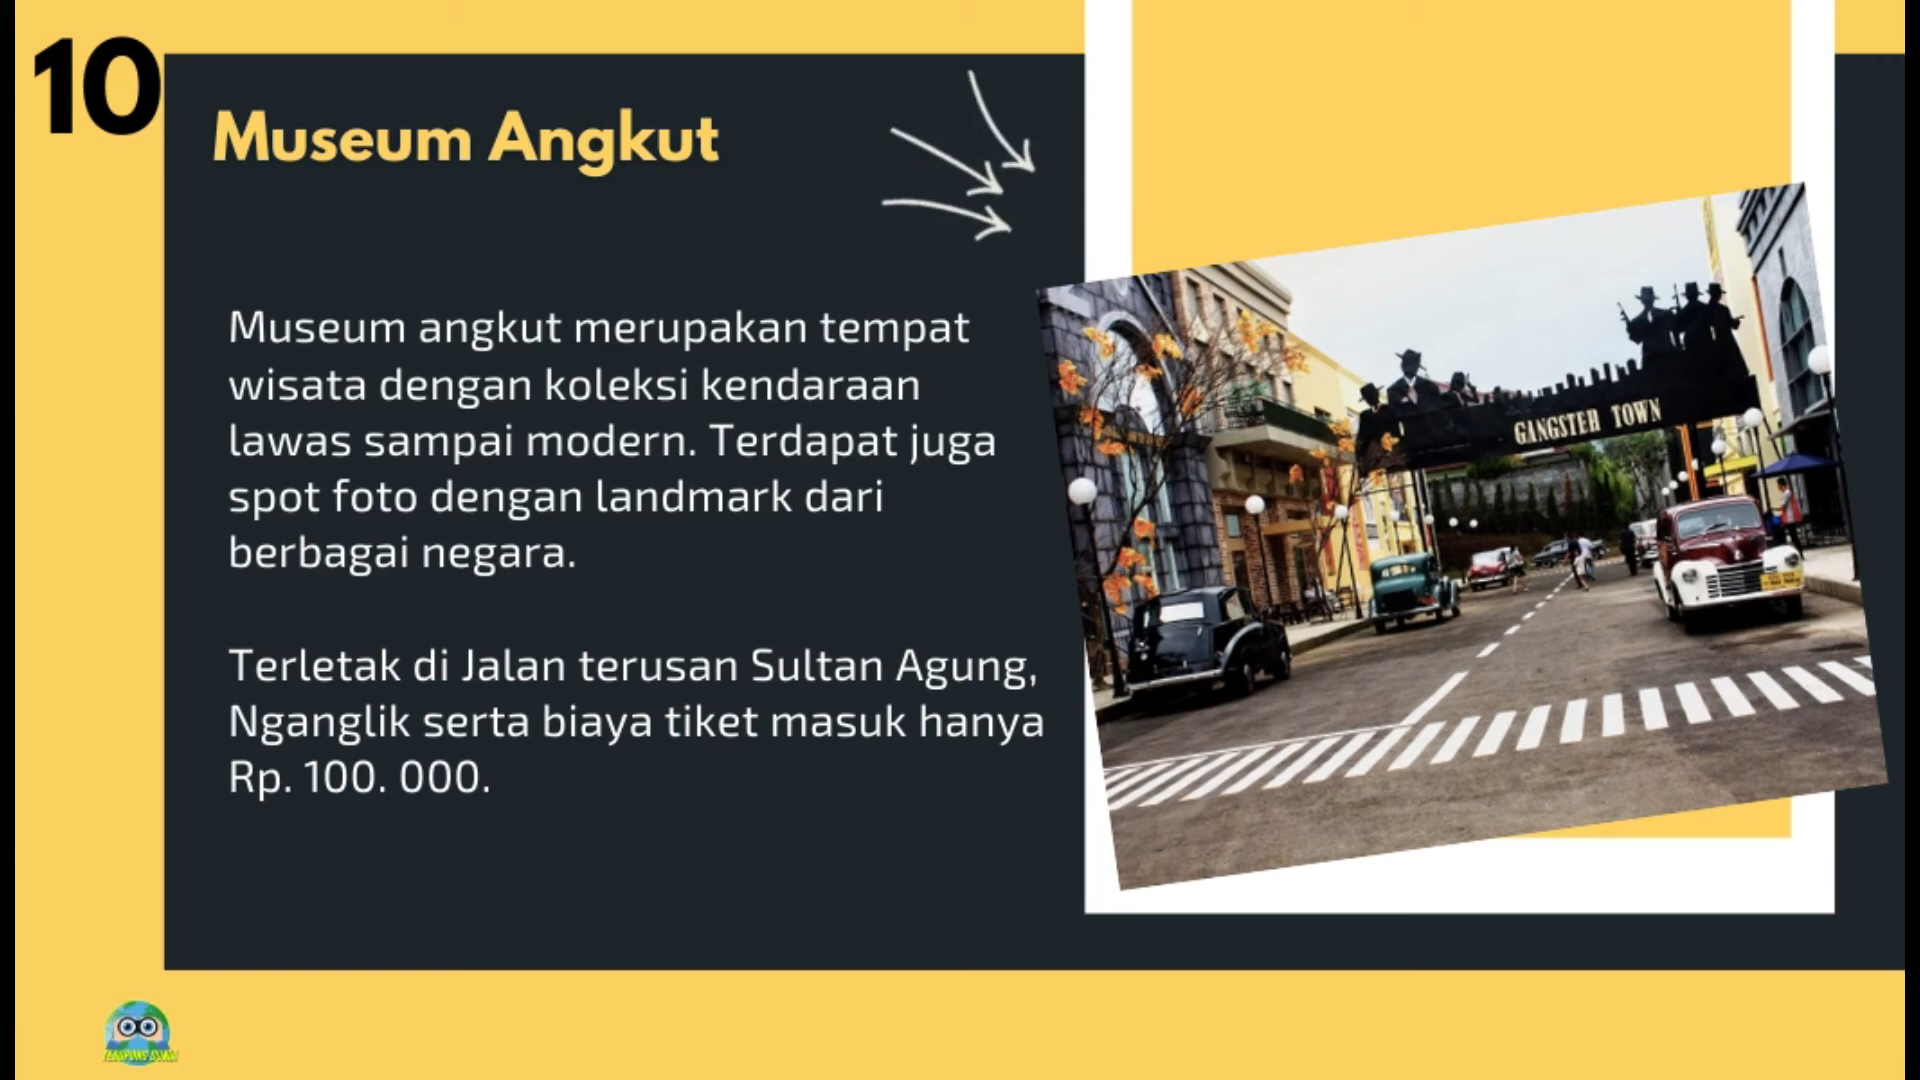 10
Museum Angkut
Museum angkut merupakan tempat
wisata dengan koleksi kendaraan
lawas sampai modern. Terdapat juga
spot foto dengan landmark dari
berbagai negara.
Terletak di Jalan terusan Sultan Agung,
Nganglik serta biaya tiket masuk hanya
Rp. 100. 000.
GANGSTER TOWN